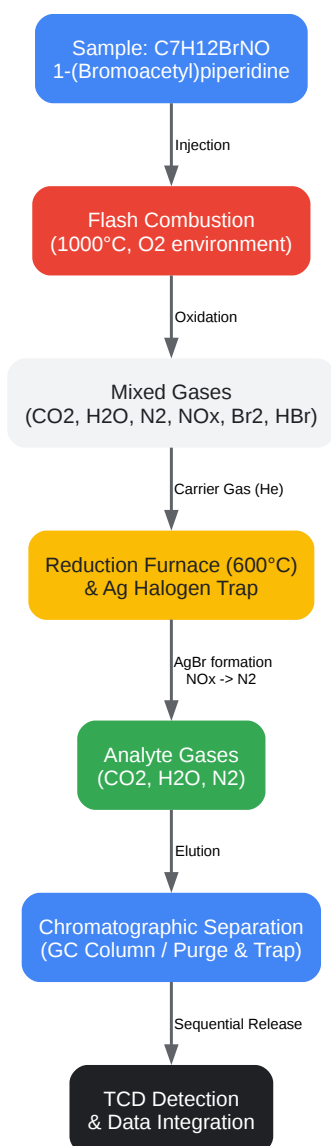 Sample: C7H12BrNO
1-(Bromoacetyl)piperidine
Injection
Flash Combustion
(1000°C, O2 environment)
Oxidation
Mixed Gases
(CO2, H2O, N2, NOx, Br2, HBr)
Carrier Gas (He)
Reduction Furnace (600°C)
& Ag Halogen Trap
AgBr formation
NOx -> N2
Analyte Gases
(CO2, H2O, N2)
Elution
Chromatographic Separation
(GC Column / Purge & Trap)
Sequential Release
TCD Detection
& Data Integration